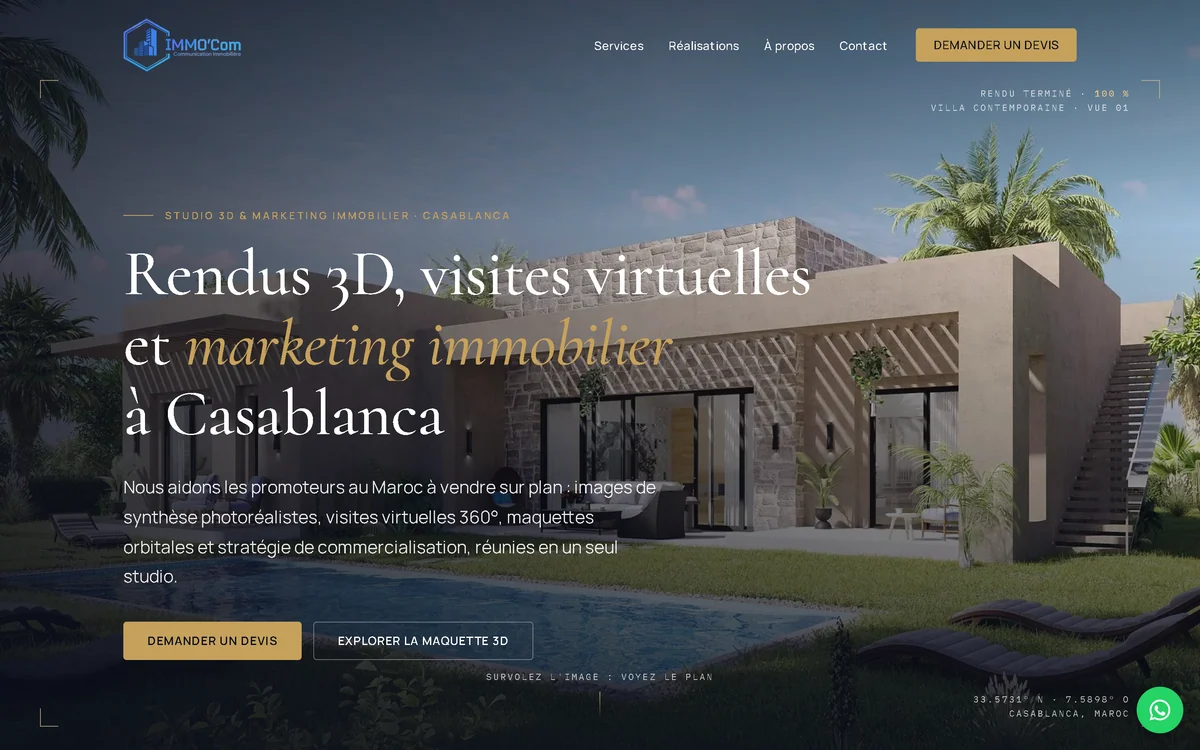 IMMO'Com
Communication Immobilière
Services
Réalisations
À propos
Contact
DEMANDER UN DEVIS
RENDU TERMINÉ · 100 %
VILLA CONTEMPORAINE · VUE 01
STUDIO 3D & MARKETING IMMOBILIER · CASABLANCA
Rendus 3D, visites virtuelles
et marketing immobilier
à Casablanca
Nous aidons les promoteurs au Maroc à vendre sur plan : images de
synthèse photoréalistes, visites virtuelles 360°, maquettes
orbitales et stratégie de commercialisation, réunies en un seul
studio.
DEMANDER UN DEVIS
EXPLORER LA MAQUETTE 3D
SURVOLEZ L'IMAGE : VOYEZ LE PLAN
33.5731° N · 7.5898° O
CASABLANCA, MAROC